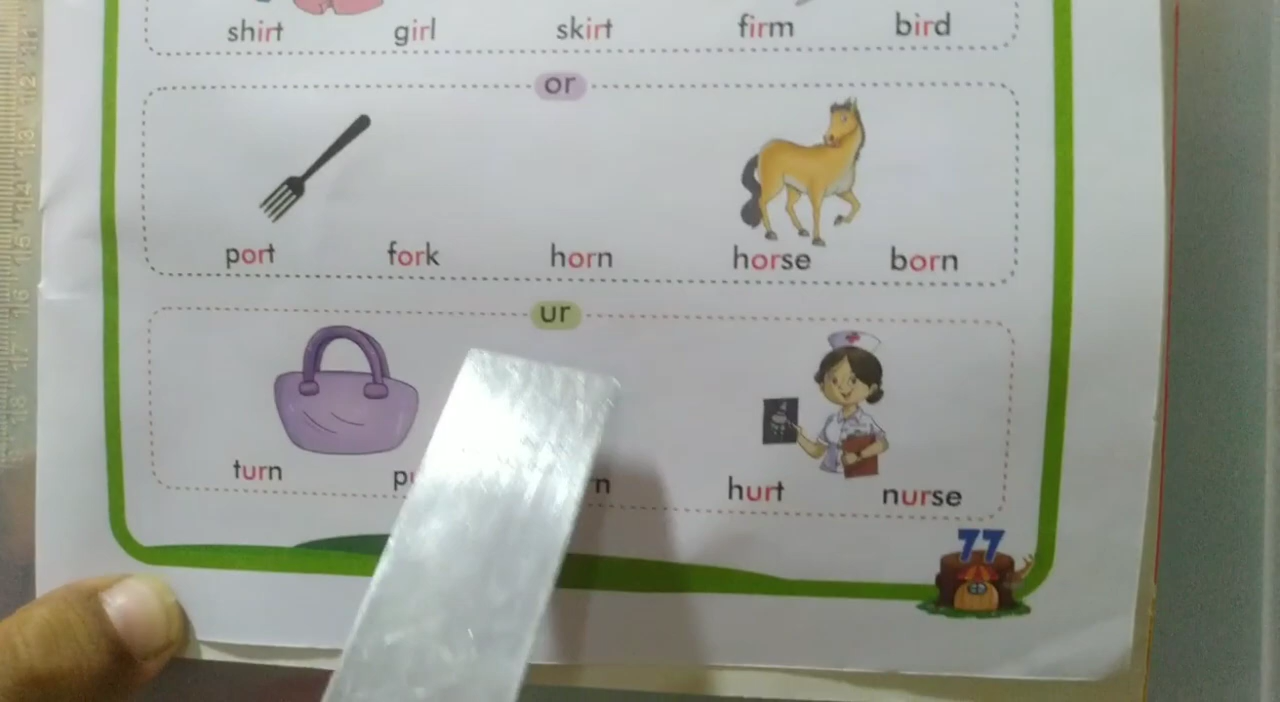 shirt girl skirt firm bird
or
port fork horn horse born
ur
turn hurt nurse
77